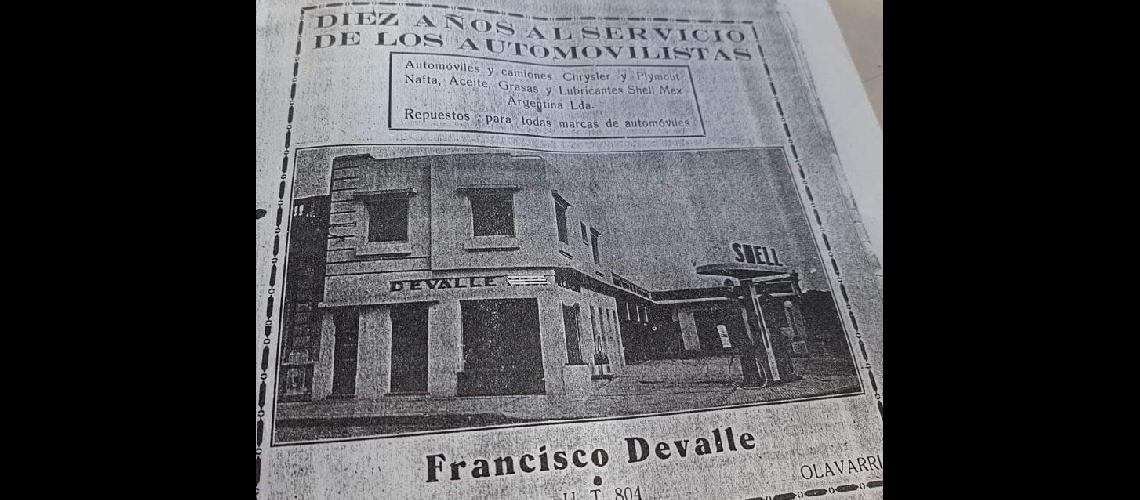 DIEZ AÑOS AL SERVICIO
DE LOS AUTOMOVILISTAS
Automóviles y camiones Chrysler y Plymout
Nafta, Aceite, Grasas y Lubricantes Shell Mex
Argentina Lda.
Repuestos para todas marcas de automóviles
SHELL
DEVALLE
Francisco Devalle
U. T. 804
OLAVARRI